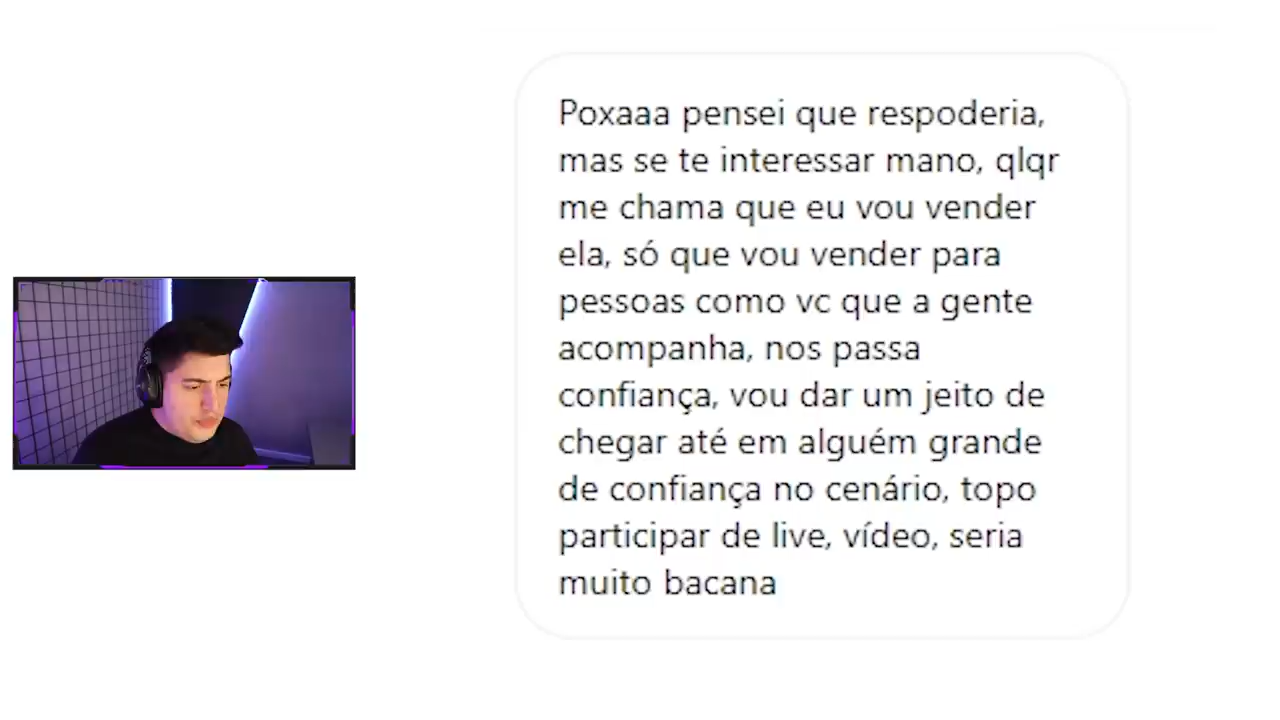 Poxaaa pensei que respoderia,
mas se te interessar mano, qlqr
me chama que eu vou vender
ela, só que vou vender para
pessoas como vc que a gente
acompanha, nos passa
confiança, vou dar um jeito de
chegar até em alguém grande
de confiança no cenário, topo
participar de live, vídeo, seria
muito bacana